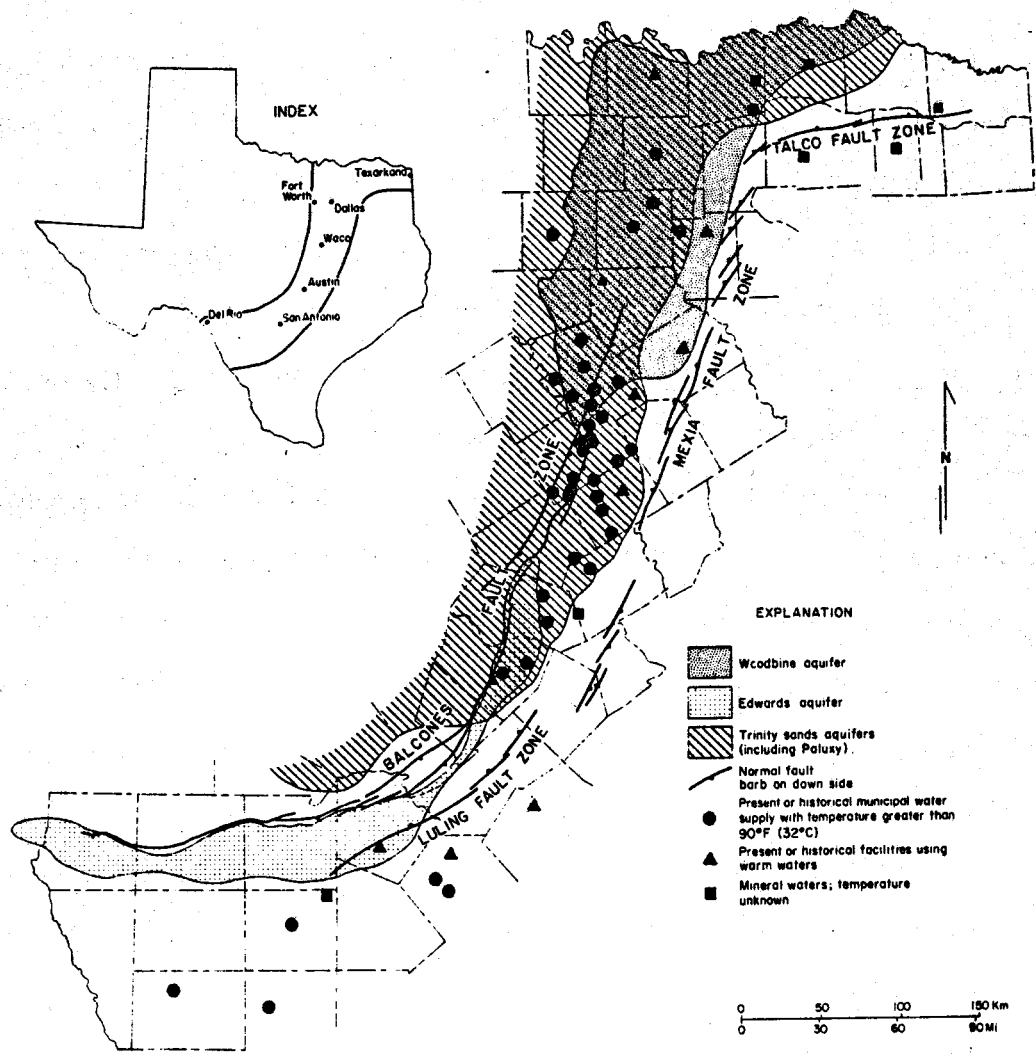 INDEX
Texarkana
Fort
Worth
Dallas
Waco
Austin
Del Rio
San Antonio
TALCO FAULT ZONE
MEXIA FAULT ZONE
BALCONES FAULT ZONE
LULING FAULT ZONE
N
EXPLANATION
Woodbine aquifer
Edwards aquifer
Trinity sands aquifers
(including Paluxy)
Normal fault
barb on down side
Present or historical municipal water
supply with temperature greater than
90°F (32°C)
Present or historical facilities using
warm waters
Mineral waters; temperature
unknown
0 50 100 150 Km
0 30 60 90 Mi